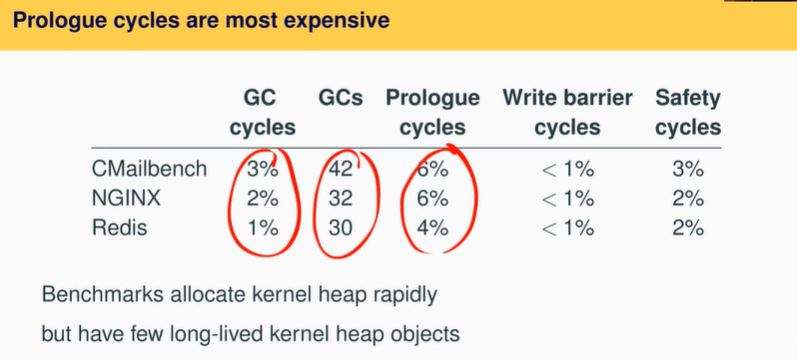 Prologue cycles are most expensive
GC GCs Prologue Write barrier Safety
cycles cycles cycles cycles
CMailbench 3% 42 6% < 1% 3%
NGINX 2% 32 6% < 1% 2%
Redis 1% 30 4% < 1% 2%
Benchmarks allocate kernel heap rapidly
but have few long-lived kernel heap objects